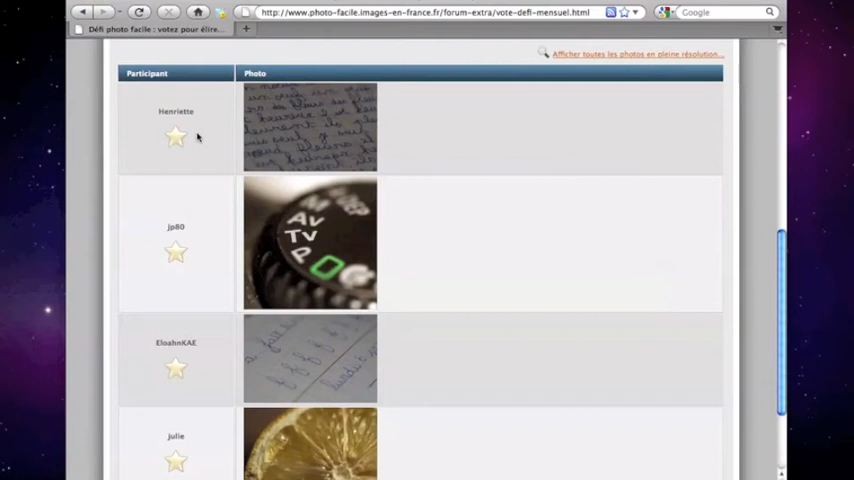 http://www.photo-facile.images-en-france.fr/forum-extra/vote-defi-mensuel.html
Google
Défi photo facile : votez pour élire...
Afficher toutes les photos en pleine résolution...
Participant
Photo
Henriette
jp80
Av
Tv
P
EloahnKAE
Julie